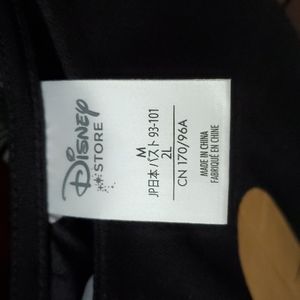 Disney
STORE
M
JP日本 / バスト 93-101
2L
CN 170/96A
MADE IN CHINA
FABRIQUÉ EN CHINE